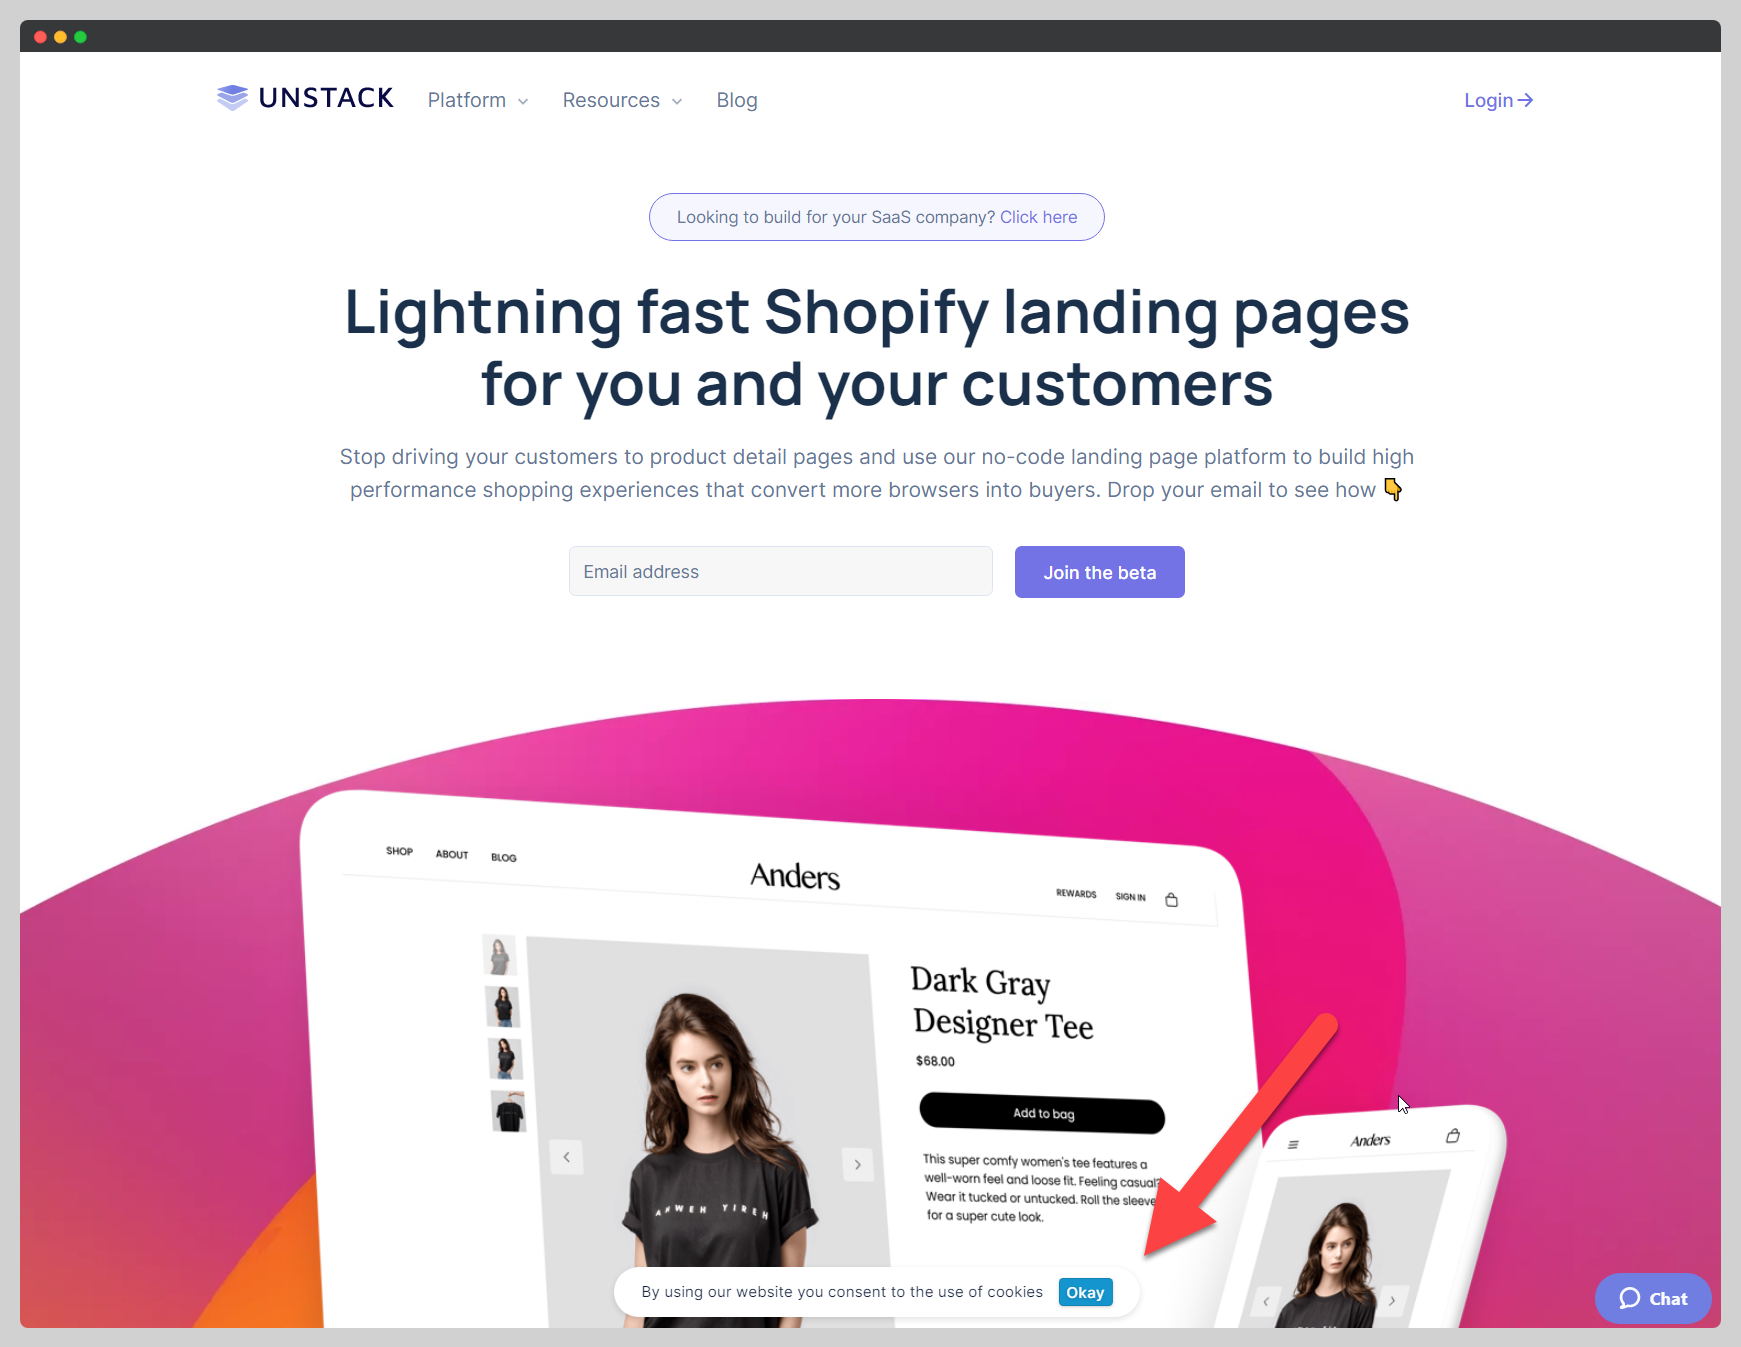 UNSTACK
Platform
Resources
Blog
Login
Looking to build for your SaaS company? Click here
Lightning fast Shopify landing pages
for you and your customers
Stop driving your customers to product detail pages and use our no-code landing page platform to build high
performance shopping experiences that convert more browsers into buyers. Drop your email to see how 👇
Email address
Join the beta
SHOP ABOUT BLOG
Anders
REWARDS SIGN IN
Dark Gray
Designer Tee
$68.00
Add to bag
This super comfy women's tee features a
well-worn feel and loose fit. Feeling casual?
Wear it tucked or untucked. Roll the sleeve
for a super cute look.
AHWEH YIREH
Anders
By using our website you consent to the use of cookies
Okay
Chat